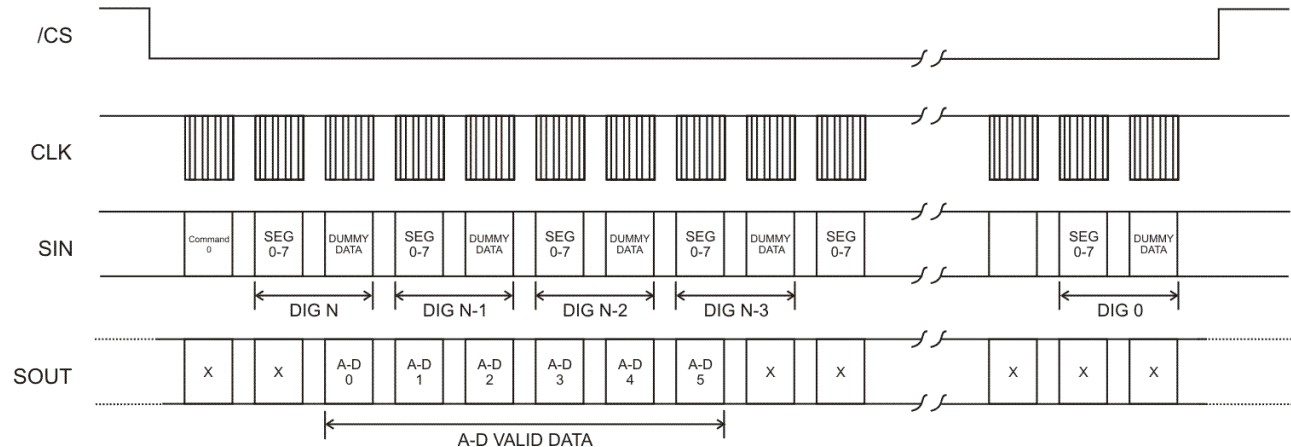 /CS
CLK
SIN
Command
0
SEG
0-7
DUMMY
DATA
SEG
0-7
DUMMY
DATA
SEG
0-7
DUMMY
DATA
SEG
0-7
DUMMY
DATA
SEG
0-7
SEG
0-7
DUMMY
DATA
DIG N
DIG N-1
DIG N-2
DIG N-3
DIG 0
SOUT
X
X
A-D
0
A-D
1
A-D
2
A-D
3
A-D
4
A-D
5
X
X
X
X
X
A-D VALID DATA